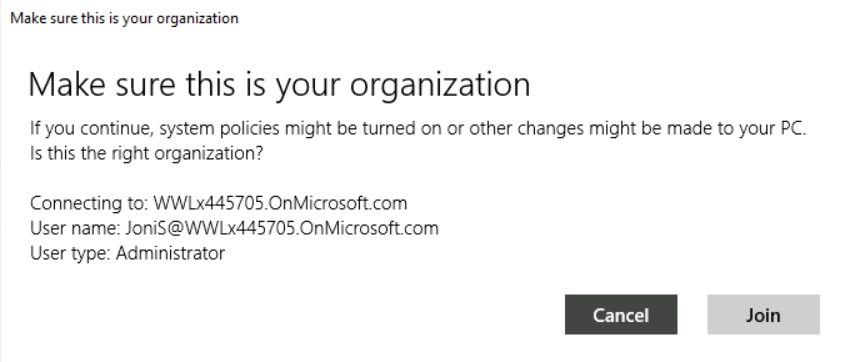 Make sure this is your organization
Make sure this is your organization
If you continue, system policies might be turned on or other changes might be made to your PC.
Is this the right organization?
Connecting to: WWLx445705.OnMicrosoft.com
User name: JoniS@WWLx445705.OnMicrosoft.com
User type: Administrator
Cancel Join